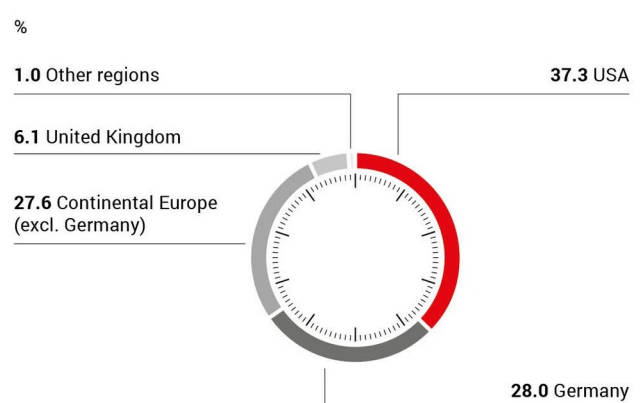 %
1.0 Other regions
37.3 USA
6.1 United Kingdom
27.6 Continental Europe
(excl. Germany)
28.0 Germany